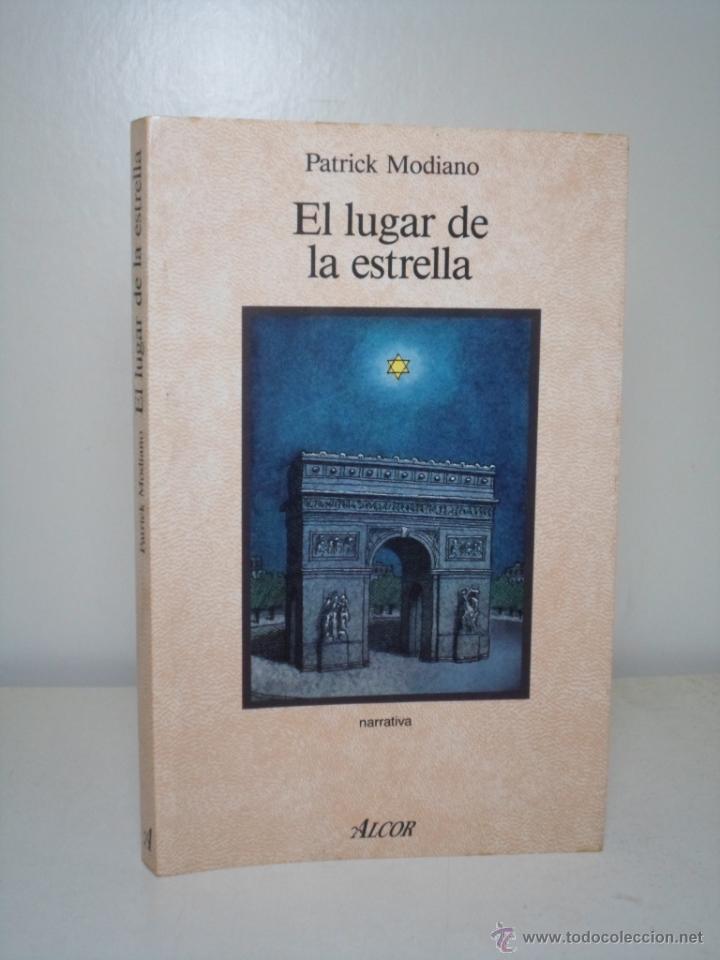 Patrick Modiano
El lugar de
la estrella
narrativa
ALCOR
Patrick Modiano El lugar de la estrella
A
© www.todocoleccion.net